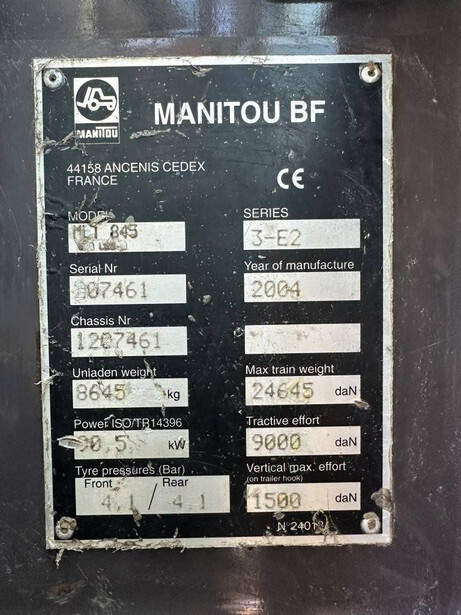 MANITOU
MANITOU BF
44158 ANCENIS CEDEX
FRANCE
CE
MODEL
MLT 845
SERIES
3-E2
Serial Nr
207461
Year of manufacture
2004
Chassis Nr
1207461
Unladen weight
8645 kg
Max train weight
24645 daN
Power ISO/TR14396
90,5 kW
Tractive effort
9000 daN
Tyre pressures (Bar)
Front / Rear
4.1 / 4.1
Vertical max. effort
(on trailer hook)
1500 daN